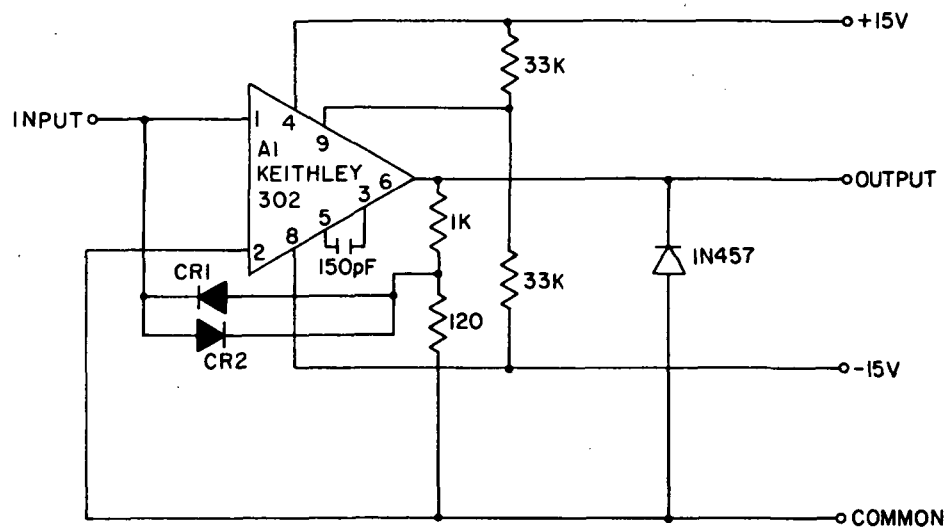 +15V
33K
INPUT
1
4
9
A1
KEITHLEY
302
6
3
5
8
2
OUTPUT
1K
150pF
1N457
CR1
33K
120
CR2
-15V
COMMON